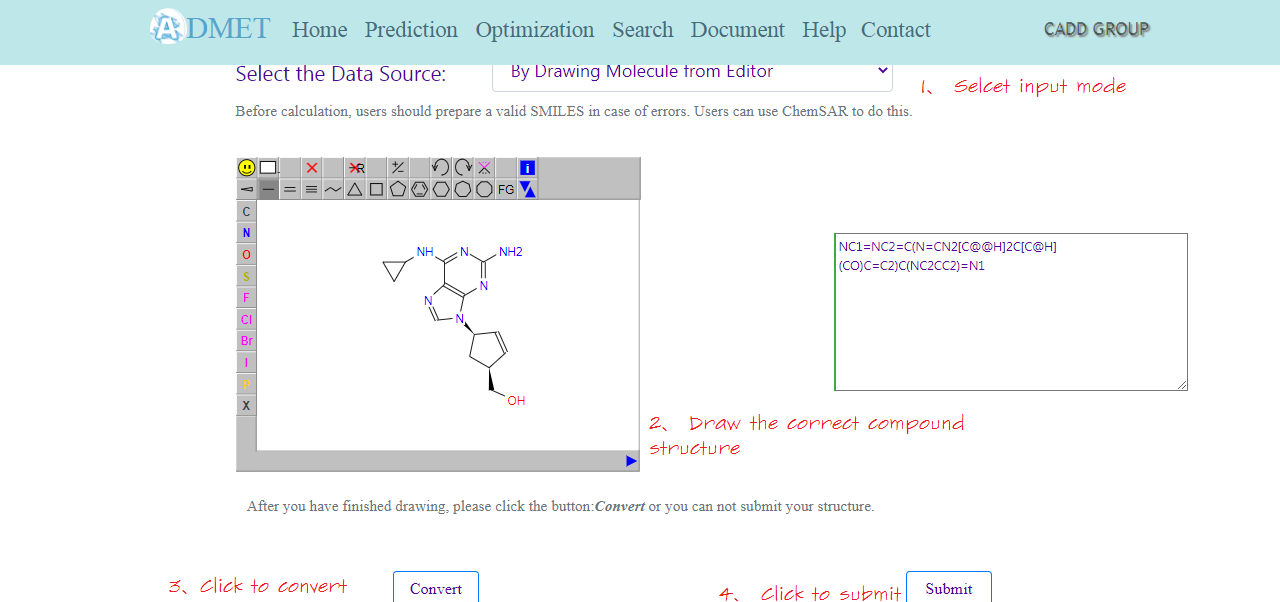 ADMET Home Prediction Optimization Search Document Help Contact CADD GROUP
Select the Data Source: By Drawing Molecule from Editor
1、 Selcet input mode
Before calculation, users should prepare a valid SMILES in case of errors. Users can use ChemSAR to do this.
R +/- i
FG
C
N
O
S
F
Cl
Br
I
P
X
NH N NH2
N
N
N
OH
NC1=NC2=C(N=CN2[C@@H]2C[C@H]
(CO)C=C2)C(NC2CC2)=N1
2、 Draw the correct compound
structure
After you have finished drawing, please click the button:Convert or you can not submit your structure.
3、Click to convert Convert
4、 Click to submit Submit